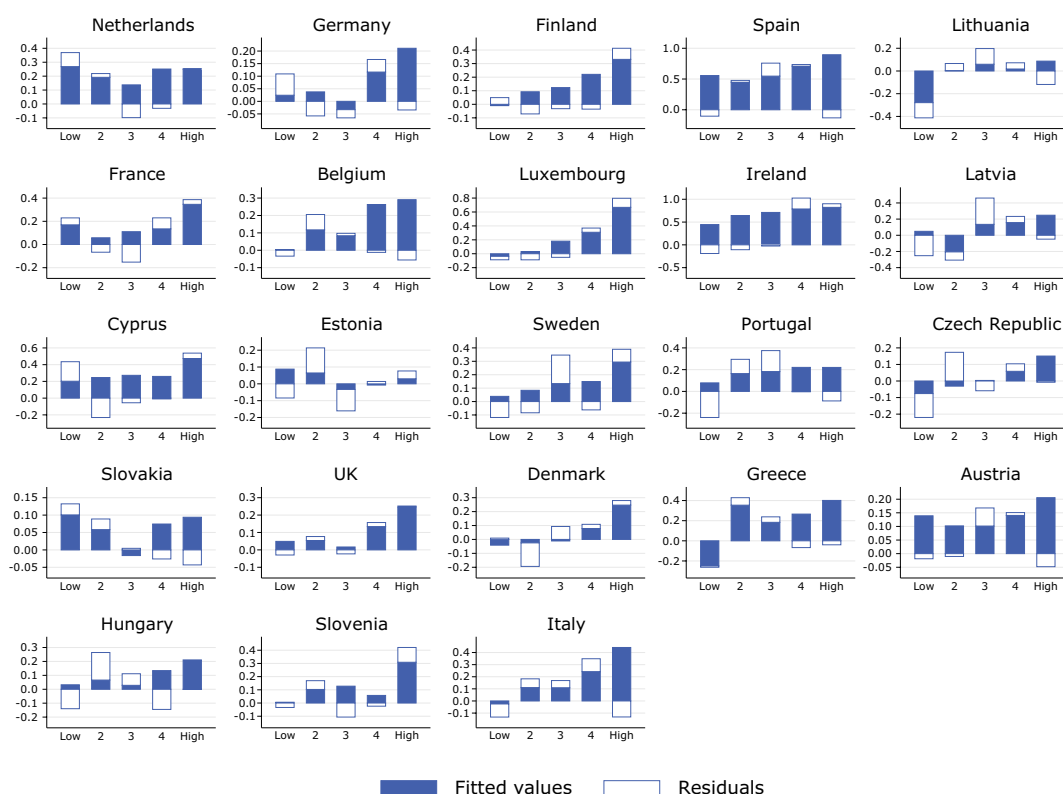 Netherlands Germany Finland Spain Lithuania
0.4 0.3 0.2 0.1 0.0 -0.1
0.20 0.15 0.10 0.05 0.00 -0.05
0.4 0.3 0.2 0.1 0.0 -0.1
1.0 0.5 0.0
0.2 0.0 -0.2 -0.4
Low 2 3 4 High Low 2 3 4 High Low 2 3 4 High Low 2 3 4 High Low 2 3 4 High
France Belgium Luxembourg Ireland Latvia
0.4 0.2 0.0 -0.2
0.3 0.2 0.1 0.0 -0.1
0.8 0.6 0.4 0.2 0.0 -0.2
1.0 0.5 0.0 -0.5
0.4 0.2 0.0 -0.2 -0.4
Low 2 3 4 High Low 2 3 4 High Low 2 3 4 High Low 2 3 4 High Low 2 3 4 High
Cyprus Estonia Sweden Portugal Czech Republic
0.6 0.4 0.2 0.0 -0.2
0.2 0.1 0.0 -0.1 -0.2
0.4 0.3 0.2 0.1 0.0 -0.1
0.4 0.2 0.0 -0.2
0.2 0.1 0.0 -0.1 -0.2
Low 2 3 4 High Low 2 3 4 High Low 2 3 4 High Low 2 3 4 High Low 2 3 4 High
Slovakia UK Denmark Greece Austria
0.15 0.10 0.05 0.00 -0.05
0.3 0.2 0.1 0.0 -0.1
0.3 0.2 0.1 0.0 -0.1 -0.2
0.4 0.2 0.0 -0.2
0.20 0.15 0.10 0.05 0.00 -0.05
Low 2 3 4 High Low 2 3 4 High Low 2 3 4 High Low 2 3 4 High Low 2 3 4 High
Hungary Slovenia Italy
0.3 0.2 0.1 0.0 -0.1 -0.2
0.4 0.3 0.2 0.1 0.0 -0.1
0.4 0.3 0.2 0.1 0.0 -0.1
Low 2 3 4 High Low 2 3 4 High Low 2 3 4 High
Fitted values Residuals